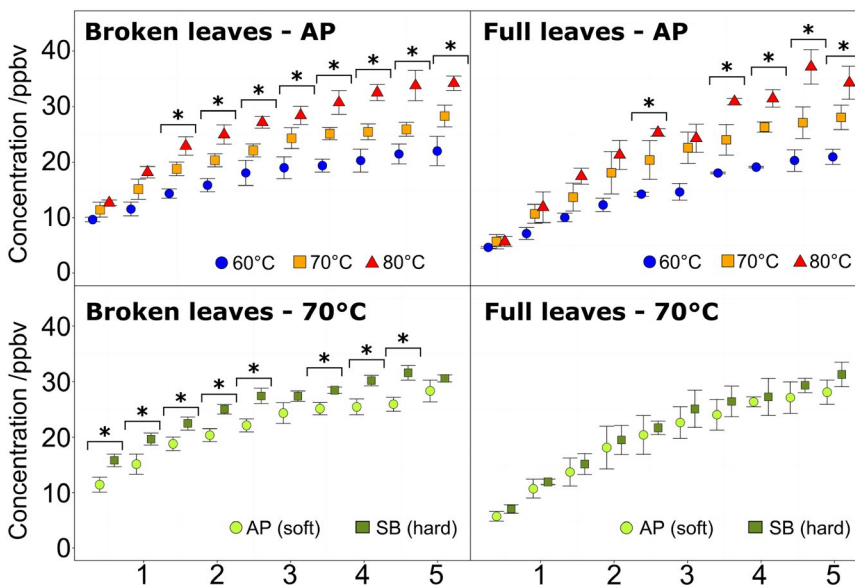 Broken leaves - AP
Full leaves - AP
Concentration /ppbv
40
30
20
10
0
* * * * * * * * *
* * * * *
60°C 70°C 80°C
60°C 70°C 80°C
Broken leaves - 70°C
Full leaves - 70°C
Concentration /ppbv
40
30
20
10
0
* * * * * * * *
AP (soft) SB (hard)
AP (soft) SB (hard)
1 2 3 4 5
1 2 3 4 5